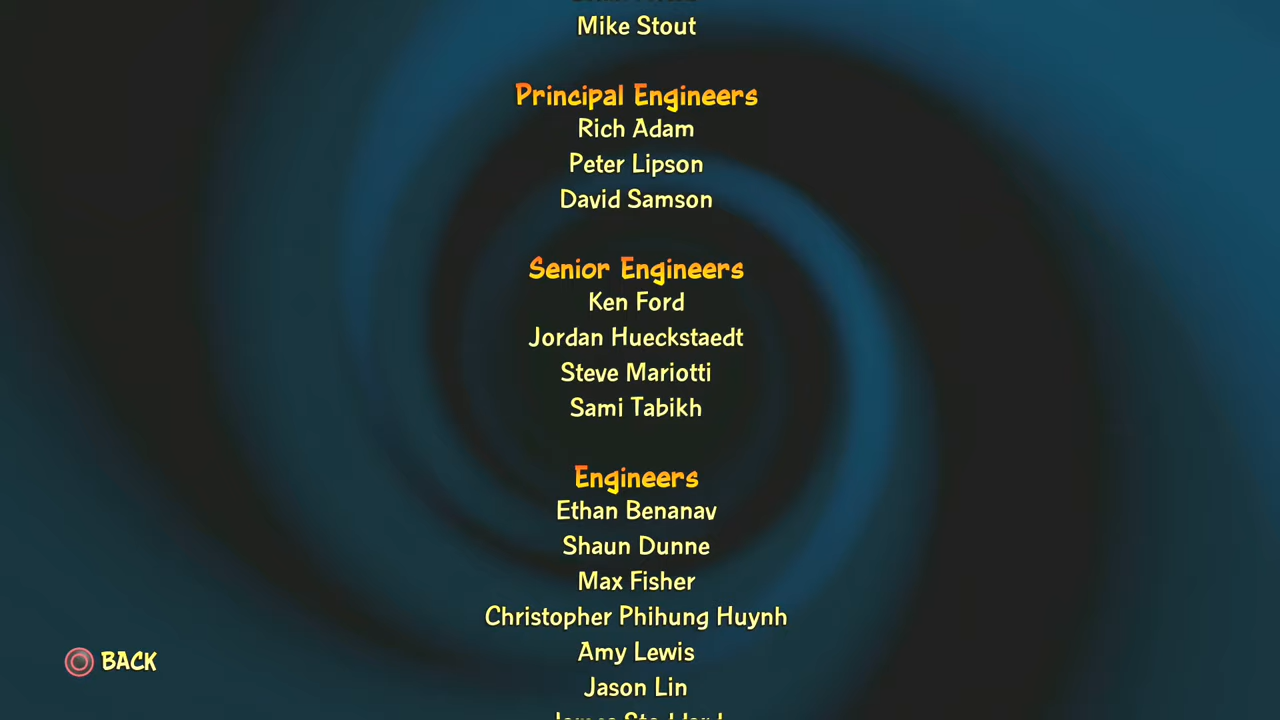 Mike Stout
Principal Engineers
Rich Adam
Peter Lipson
David Samson
Senior Engineers
Ken Ford
Jordan Hueckstaedt
Steve Mariotti
Sami Tabikh
Engineers
Ethan Benanav
Shaun Dunne
Max Fisher
Christopher Phihung Huynh
Amy Lewis
BACK
Jason Lin
James